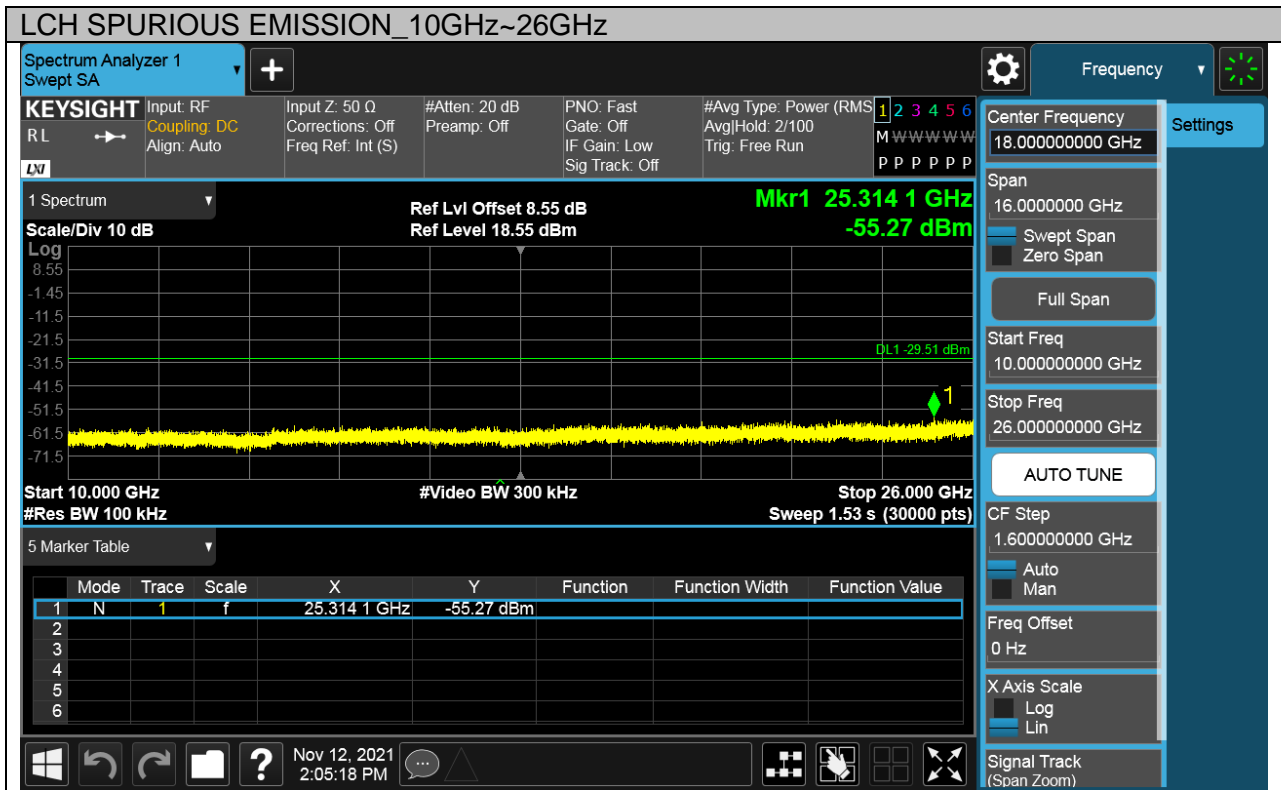 LCH SPURIOUS EMISSION_10GHz~26GHz
Spectrum Analyzer 1
Swept SA
+
Frequency
KEYSIGHT
RL
LXI
Input: RF
Coupling: DC
Align: Auto
Input Z: 50 Ω
Corrections: Off
Freq Ref: Int (S)
#Atten: 20 dB
Preamp: Off
PNO: Fast
Gate: Off
IF Gain: Low
Sig Track: Off
#Avg Type: Power (RMS
Avg|Hold: 2/100
Trig: Free Run
1 2 3 4 5 6
M W W W W W
P P P P P P
1 Spectrum
Scale/Div 10 dB
Ref Lvl Offset 8.55 dB
Ref Level 18.55 dBm
Mkr1 25.314 1 GHz
-55.27 dBm
Log
8.55
-1.45
-11.5
-21.5
-31.5
-41.5
-51.5
-61.5
-71.5
DL1 -29.51 dBm
1
Start 10.000 GHz
#Video BW 300 kHz
Stop 26.000 GHz
#Res BW 100 kHz
Sweep 1.53 s (30000 pts)
5 Marker Table
Mode Trace Scale X Y Function Function Width Function Value
1 N 1 f 25.314 1 GHz -55.27 dBm
2
3
4
5
6
Center Frequency
18.000000000 GHz
Settings
Span
16.0000000 GHz
Swept Span
Zero Span
Full Span
Start Freq
10.000000000 GHz
Stop Freq
26.000000000 GHz
AUTO TUNE
CF Step
1.600000000 GHz
Auto
Man
Freq Offset
0 Hz
X Axis Scale
Log
Lin
Signal Track
(Span Zoom)
?
Nov 12, 2021
2:05:18 PM